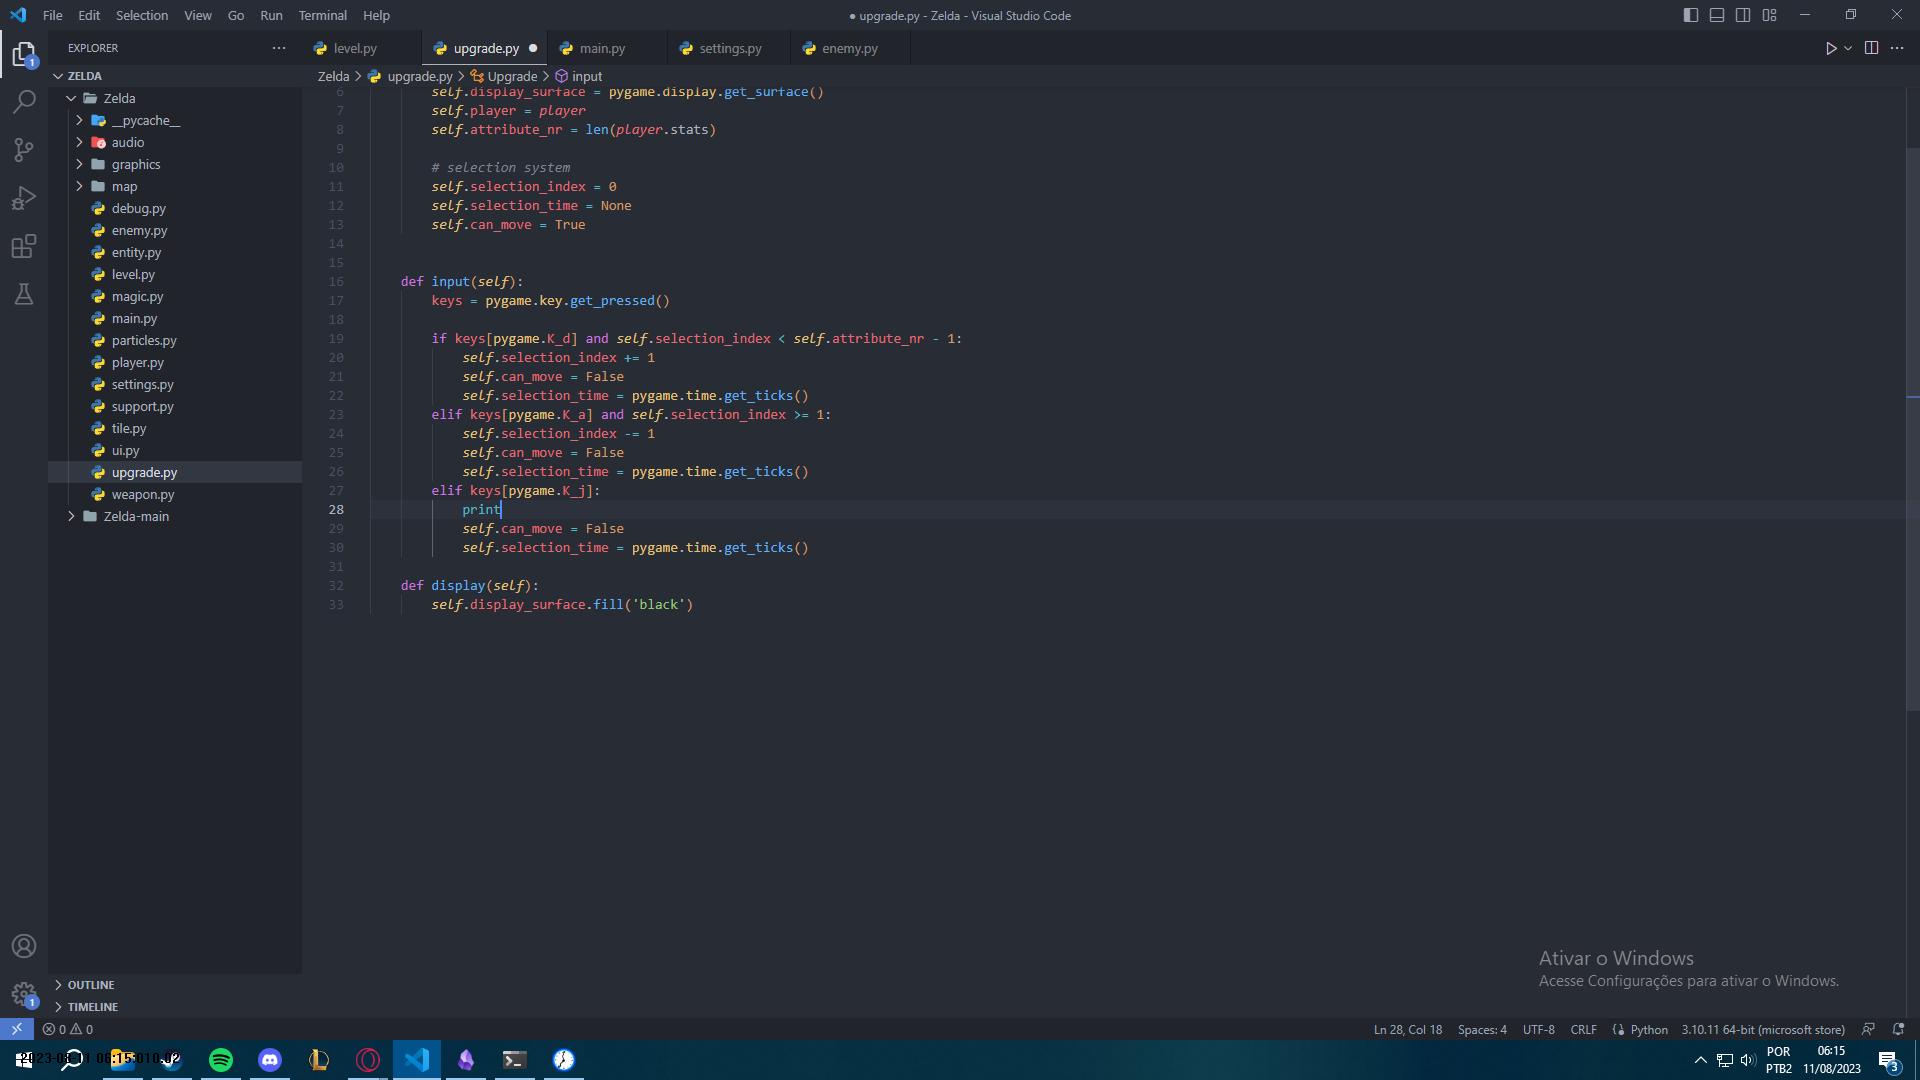 File Edit Selection View Go Run Terminal Help
● upgrade.py - Zelda - Visual Studio Code
EXPLORER
level.py
upgrade.py ●
main.py
settings.py
enemy.py
ZELDA
Zelda > upgrade.py > Upgrade > input
Zelda
__pycache__
audio
graphics
map
debug.py
enemy.py
entity.py
level.py
magic.py
main.py
particles.py
player.py
settings.py
support.py
tile.py
ui.py
upgrade.py
weapon.py
Zelda-main
OUTLINE
TIMELINE
6 self.display_surface = pygame.display.get_surface()
7 self.player = player
8 self.attribute_nr = len(player.stats)
9
10 # selection system
11 self.selection_index = 0
12 self.selection_time = None
13 self.can_move = True
14
15
16 def input(self):
17 keys = pygame.key.get_pressed()
18
19 if keys[pygame.K_d] and self.selection_index < self.attribute_nr - 1:
20 self.selection_index += 1
21 self.can_move = False
22 self.selection_time = pygame.time.get_ticks()
23 elif keys[pygame.K_a] and self.selection_index >= 1:
24 self.selection_index -= 1
25 self.can_move = False
26 self.selection_time = pygame.time.get_ticks()
27 elif keys[pygame.K_j]:
28 print
29 self.can_move = False
30 self.selection_time = pygame.time.get_ticks()
31
32 def display(self):
33 self.display_surface.fill('black')
Ativar o Windows
Acesse Configurações para ativar o Windows.
1
1
0 0
Ln 28, Col 18 Spaces: 4 UTF-8 CRLF Python 3.10.11 64-bit (microsoft store)
POR
PTB2
06:15
11/08/2023
3